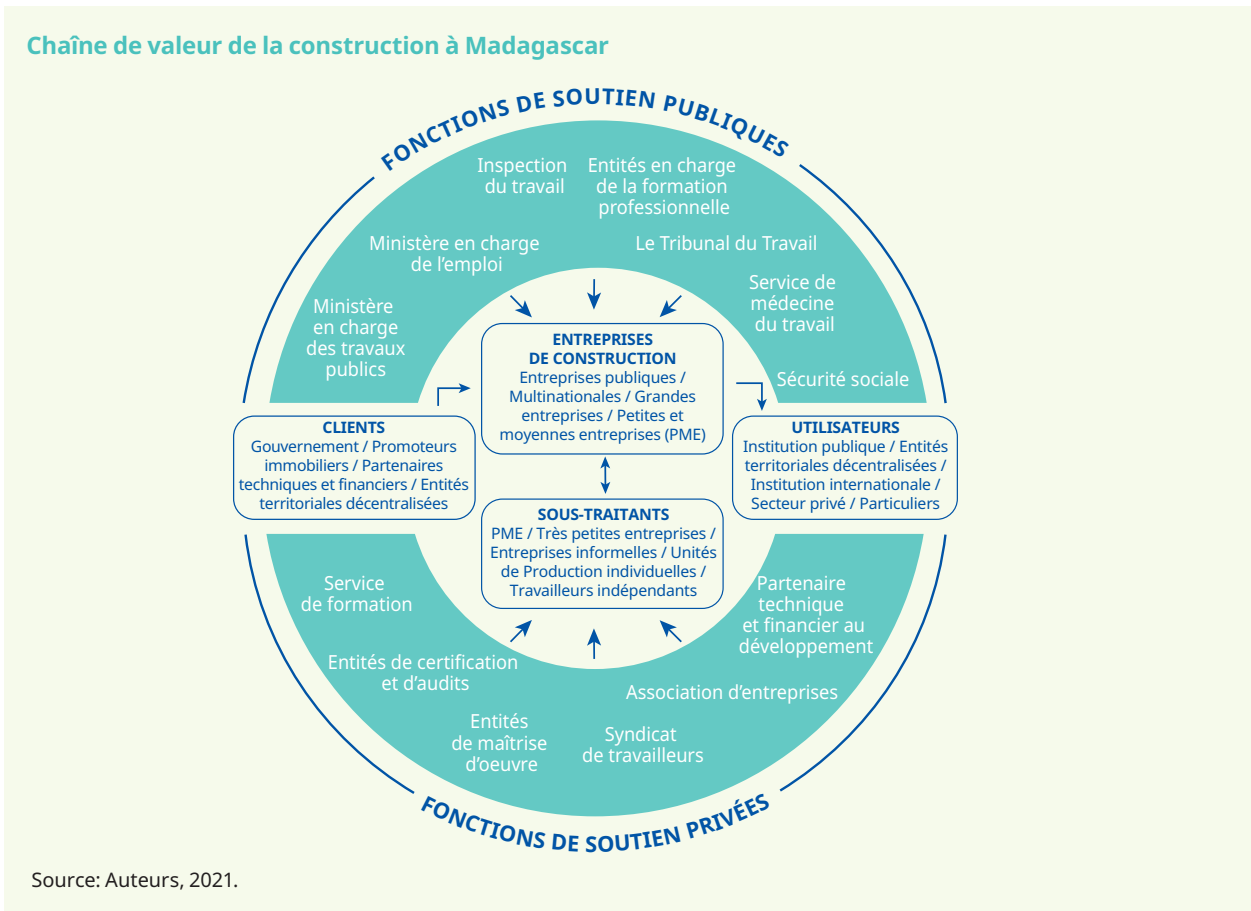 Chaîne de valeur de la construction à Madagascar
FONCTIONS DE SOUTIEN PUBLIQUES
Inspection
du travail
Entités en charge
de la formation
professionnelle
Ministère en charge
de l'emploi
Le Tribunal du Travail
Ministère
en charge
des travaux
publics
Service de
médecine
du travail
Sécurité sociale
ENTREPRISES
DE CONSTRUCTION
Entreprises publiques /
Multinationales / Grandes
entreprises / Petites et
moyennes entreprises (PME)
CLIENTS
Gouvernement / Promoteurs
immobiliers / Partenaires
techniques et financiers / Entités
territoriales décentralisées
UTILISATEURS
Institution publique / Entités
territoriales décentralisées /
Institution internationale /
Secteur privé / Particuliers
SOUS-TRAITANTS
PME / Très petites entreprises /
Entreprises informelles / Unités
de Production individuelles /
Travailleurs indépendants
Service
de formation
Partenaire
technique
et financier au
développement
Entités de certification
et d'audits
Association d'entreprises
Entités
de maîtrise
d'oeuvre
Syndicat
de travailleurs
FONCTIONS DE SOUTIEN PRIVÉES
Source: Auteurs, 2021.